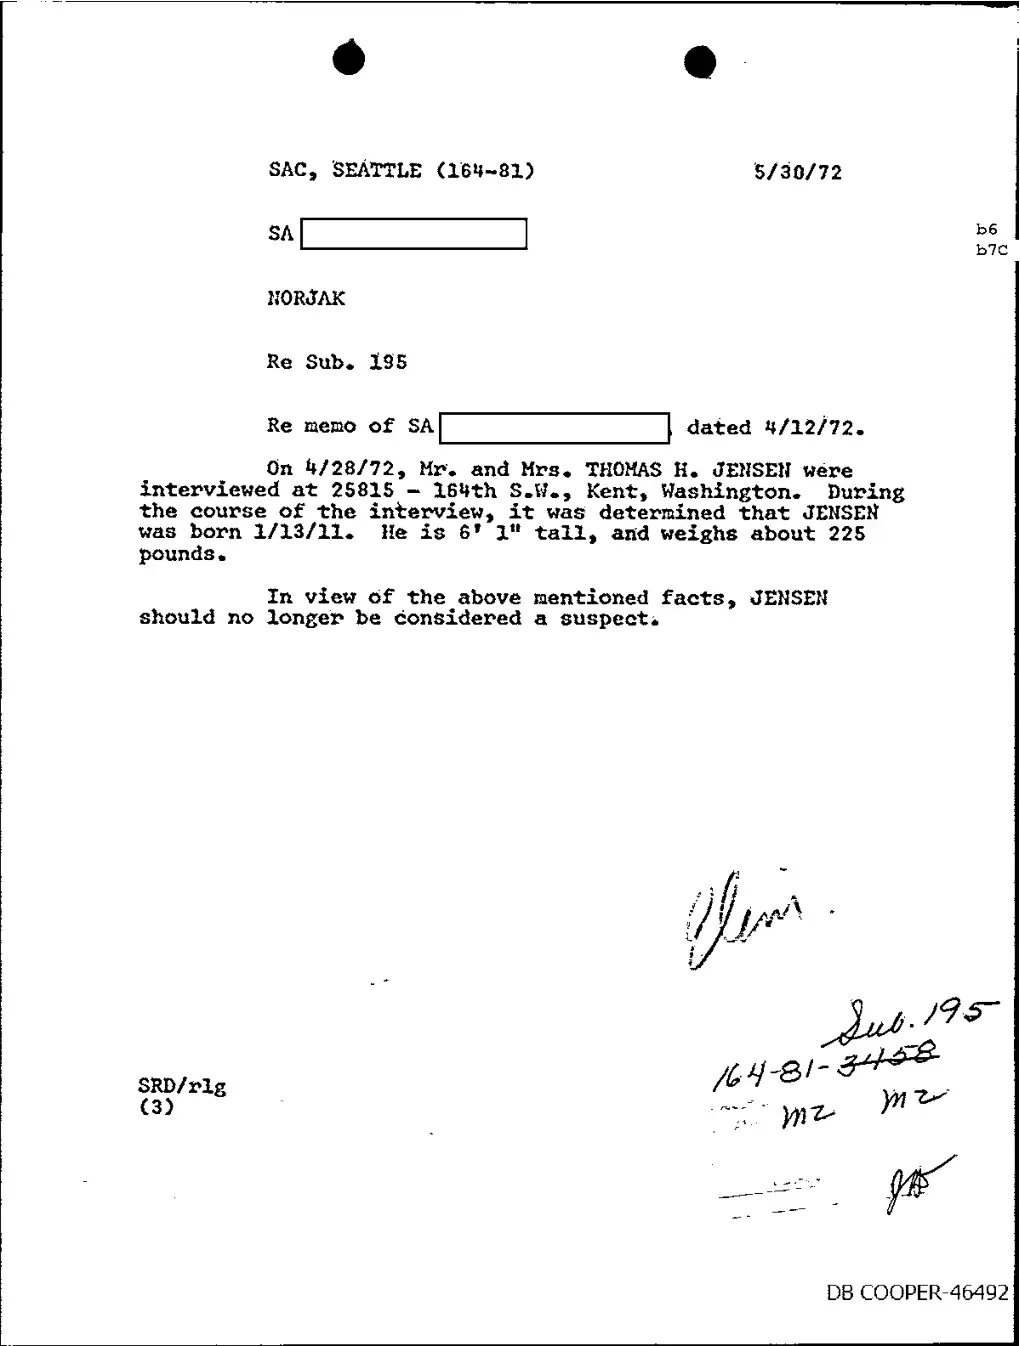 SAC, SEATTLE (164-81) 5/30/72
SA
b6
b7C
NORJAK
Re Sub. 195
Re memo of SA , dated 4/12/72.
On 4/28/72, Mr. and Mrs. THOMAS H. JENSEN were
interviewed at 25815 - 164th S.W., Kent, Washington. During
the course of the interview, it was determined that JENSEN
was born 1/13/11. He is 6' 1" tall, and weighs about 225
pounds.
In view of the above mentioned facts, JENSEN
should no longer be considered a suspect.
Elim.
Sub. 195
164-81-3458
SRD/rlg
(3)
mz mz
DB COOPER-46492